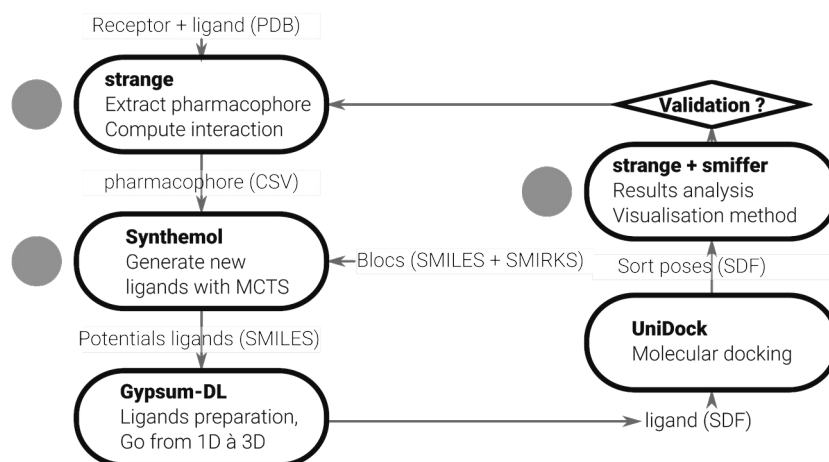 Receptor + ligand (PDB)
strange
Extract pharmacophore
Compute interaction
pharmacophore (CSV)
Synthemol
Generate new
ligands with MCTS
Potentials ligands (SMILES)
Gypsum-DL
Ligands preparation,
Go from 1D à 3D
Blocs (SMILES + SMIRKS)
Validation ?
strange + smiffer
Results analysis
Visualisation method
Sort poses (SDF)
UniDock
Molecular docking
ligand (SDF)